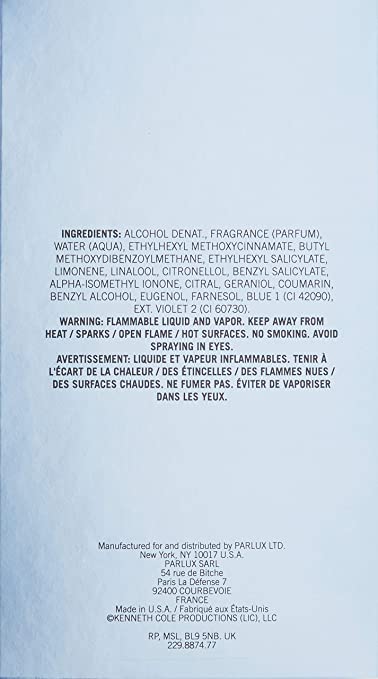 INGREDIENTS: ALCOHOL DENAT., FRAGRANCE (PARFUM),
WATER (AQUA), ETHYLHEXYL METHOXYCINNAMATE, BUTYL
METHOXYDIBENZOYLMETHANE, ETHYLHEXYL SALICYLATE,
LIMONENE, LINALOOL, CITRONELLOL, BENZYL SALICYLATE,
ALPHA-ISOMETHYL IONONE, CITRAL, GERANIOL, COUMARIN,
BENZYL ALCOHOL, EUGENOL, FARNESOL, BLUE 1 (CI 42090),
EXT. VIOLET 2 (CI 60730).
WARNING: FLAMMABLE LIQUID AND VAPOR. KEEP AWAY FROM
HEAT / SPARKS / OPEN FLAME / HOT SURFACES. NO SMOKING. AVOID
SPRAYING IN EYES.
AVERTISSEMENT: LIQUIDE ET VAPEUR INFLAMMABLES. TENIR À
L'ÉCART DE LA CHALEUR / DES ÉTINCELLES / DES FLAMMES NUES /
DES SURFACES CHAUDES. NE FUMER PAS. ÉVITER DE VAPORISER
DANS LES YEUX.
Manufactured for and distributed by PARLUX LTD.
New York, NY 10017 U.S.A.
PARLUX SARL
54 rue de Bitche
Paris La Défense 7
92400 COURBEVOIE
FRANCE
Made in U.S.A. / Fabriqué aux États-Unis
©KENNETH COLE PRODUCTIONS (LIC), LLC
RP, MSL, BL9 5NB. UK
229.8874.77